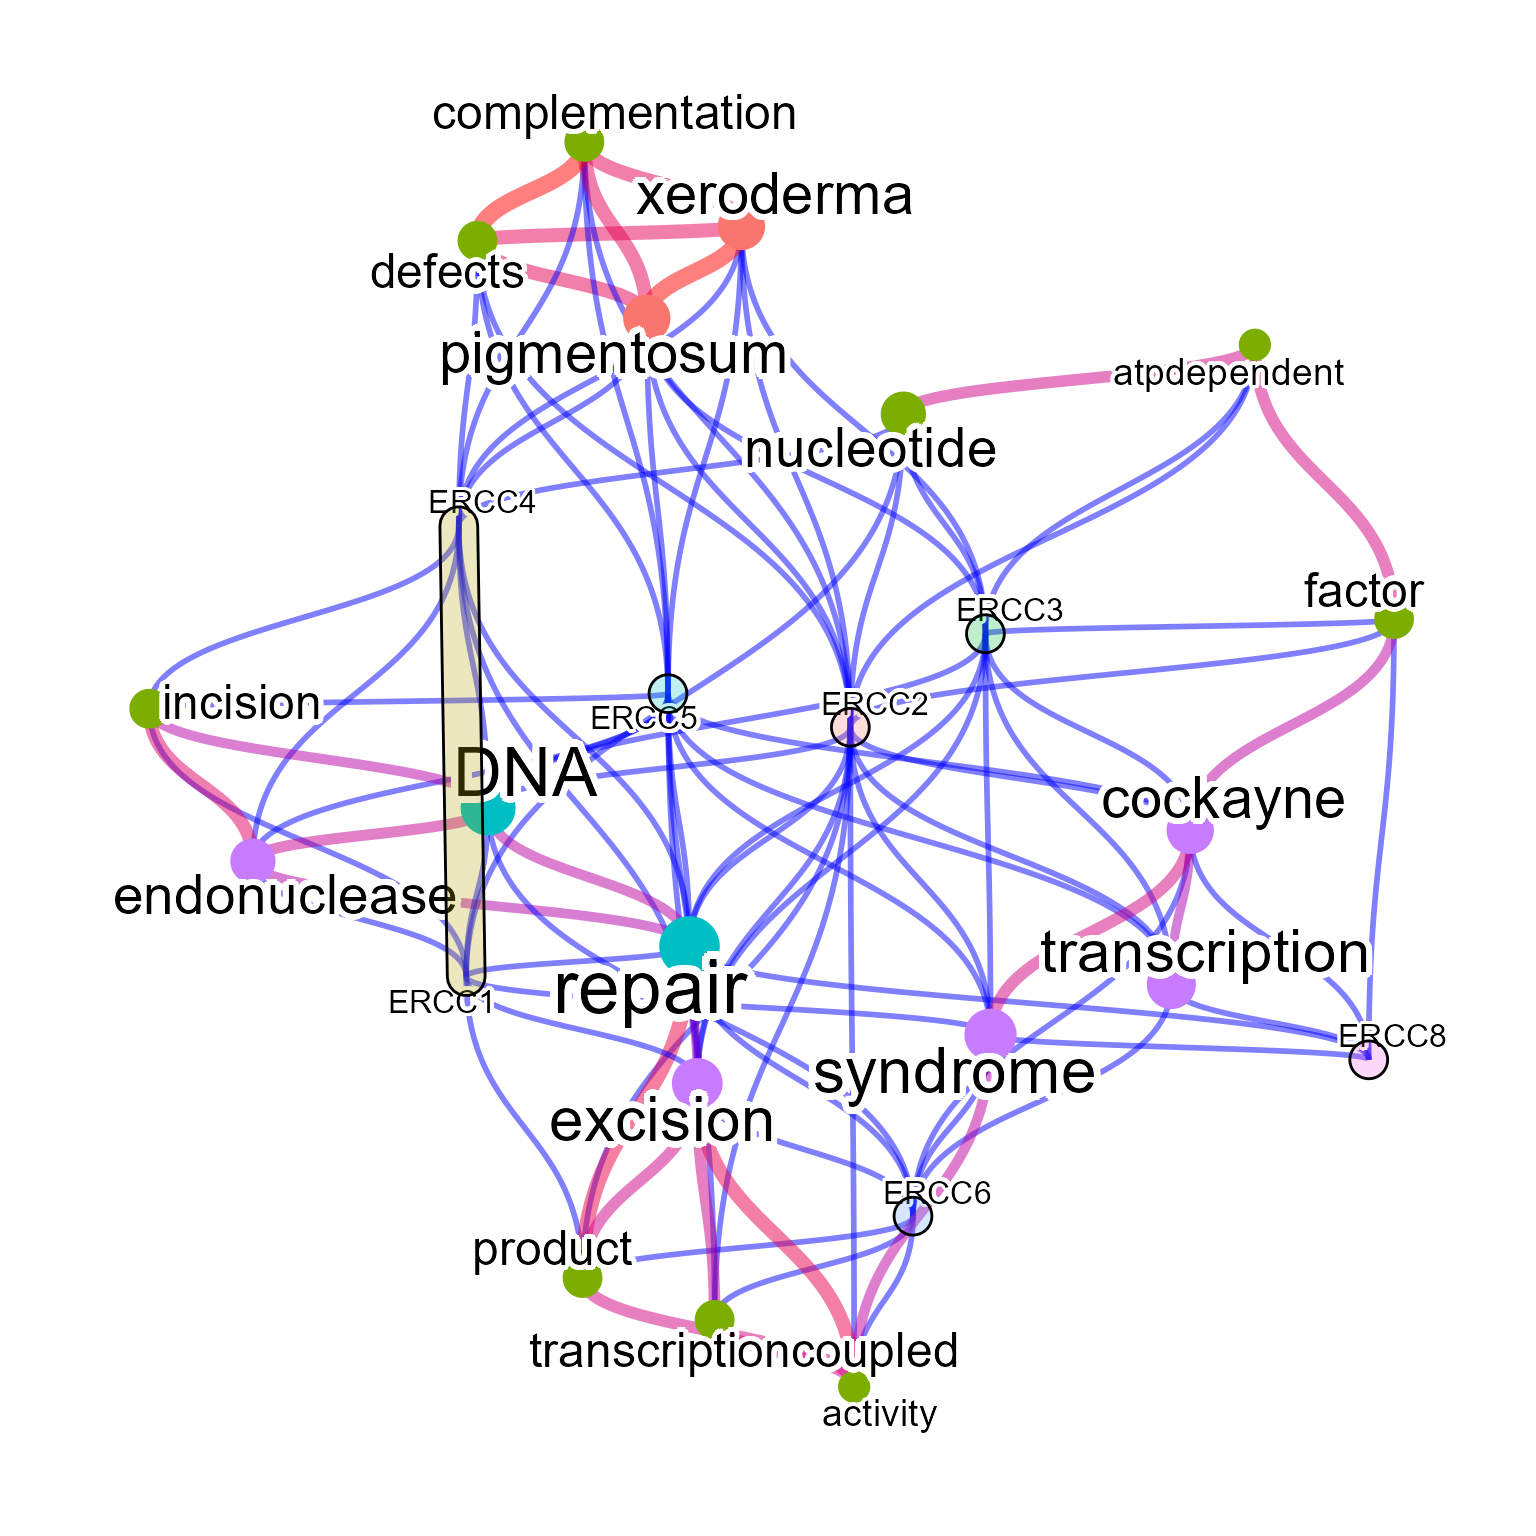 complementation
xeroderma
defects
pigmentosum
atpdependent
nucleotide
ERCC4
factor
ERCC3
incision
ERCC5
ERCC2
DNA
cockayne
endonuclease
transcription
repair
ERCC1
ERCC8
syndrome
excision
ERCC6
product
transcriptioncoupled
activity